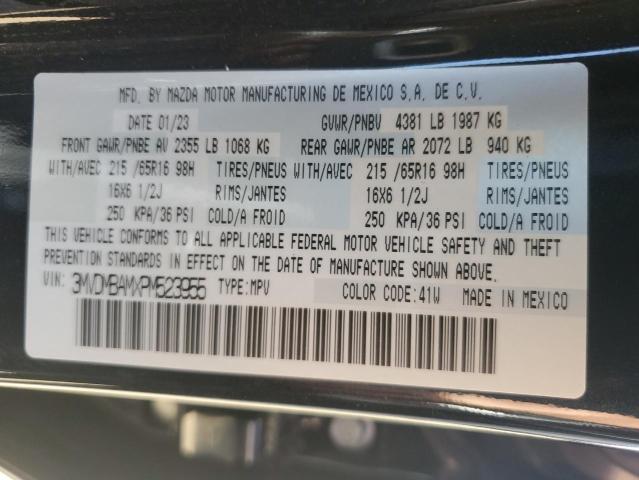 MFD. BY MAZDA MOTOR MANUFACTURING DE MEXICO S.A. DE C.V.
DATE 01/23 GVWR/PNBV 4381 LB 1987 KG
FRONT GAWR/PNBE AV 2355 LB 1068 KG REAR GAWR/PNBE AR 2072 LB 940 KG
WITH/AVEC 215 /65R16 98H TIRES/PNEUS WITH/AVEC 215 /65R16 98H TIRES/PNEUS
16X6 1/2J RIMS/JANTES 16X6 1/2J RIMS/JANTES
250 KPA/36 PSI COLD/A FROID 250 KPA/36 PSI COLD/A FROID
THIS VEHICLE CONFORMS TO ALL APPLICABLE FEDERAL MOTOR VEHICLE SAFETY AND THEFT
PREVENTION STANDARDS IN EFFECT ON THE DATE OF MANUFACTURE SHOWN ABOVE.
VIN: 3MVDMBAMXPM523955 TYPE:MPV COLOR CODE:41W MADE IN MEXICO